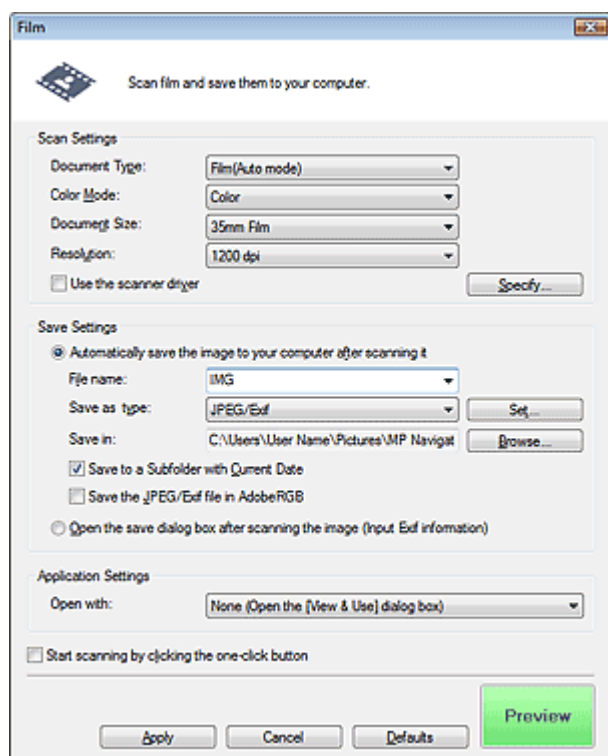 Film
Scan film and save them to your computer.
Scan Settings
Document Type: Film(Auto mode)
Color Mode: Color
Document Size: 35mm Film
Resolution: 1200 dpi
Use the scanner driver Specify...
Save Settings
Automatically save the image to your computer after scanning it
File name: IMG
Save as type: JPEG/Exif Set...
Save in: C:\Users\User Name\Pictures\MP Navigat Browse...
Save to a Subfolder with Current Date
Save the JPEG/Exif file in AdobeRGB
Open the save dialog box after scanning the image (Input Exif information)
Application Settings
Open with: None (Open the [View & Use] dialog box)
Start scanning by clicking the one-click button
Preview
Apply Cancel Defaults